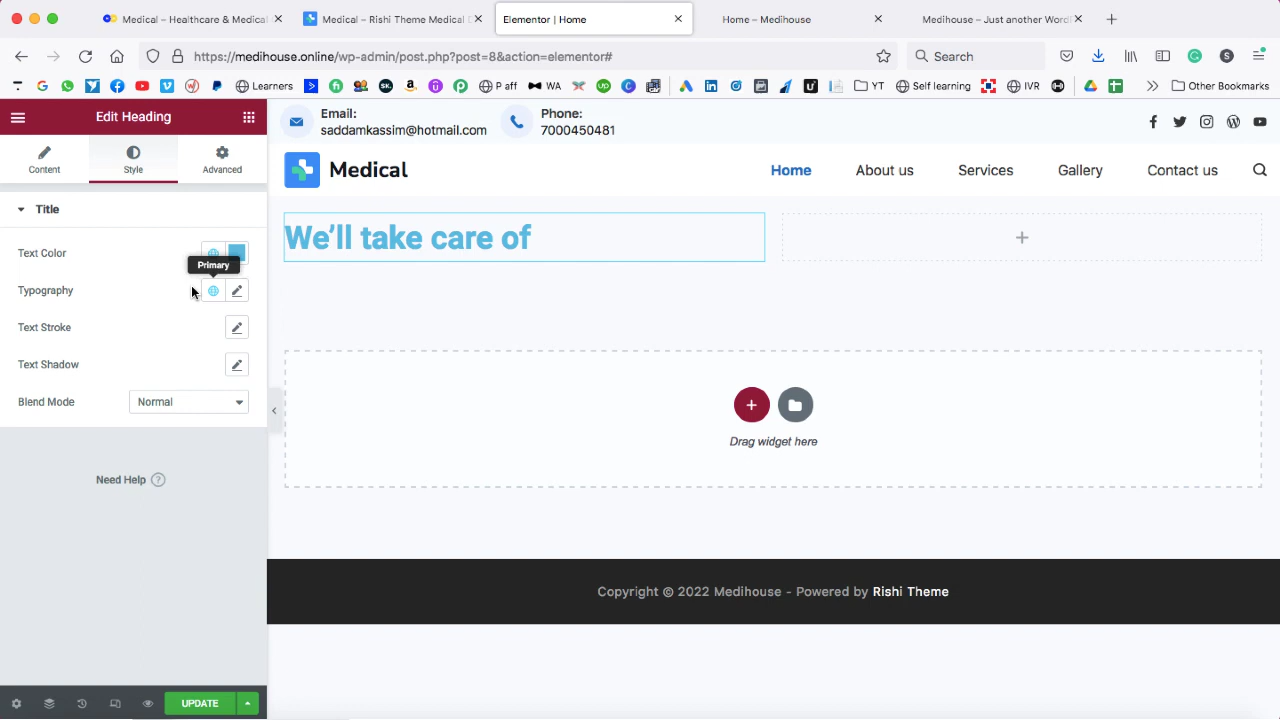 Medical – Healthcare & Medical
Medical – Rishi Theme Medical
Elementor | Home
Home – Medihouse
Medihouse – Just another Word
https://medihouse.online/wp-admin/post.php?post=8&action=elementor#
Search
Learners
P aff
WA
YT
Self learning
IVR
Other Bookmarks
Edit Heading
Content
Style
Advanced
Title
Text Color
Primary
Typography
Text Stroke
Text Shadow
Blend Mode
Normal
Need Help
UPDATE
Email:
saddamkassim@hotmail.com
Phone:
7000450481
Medical
Home
About us
Services
Gallery
Contact us
We'll take care of
Drag widget here
Copyright © 2022 Medihouse - Powered by Rishi Theme